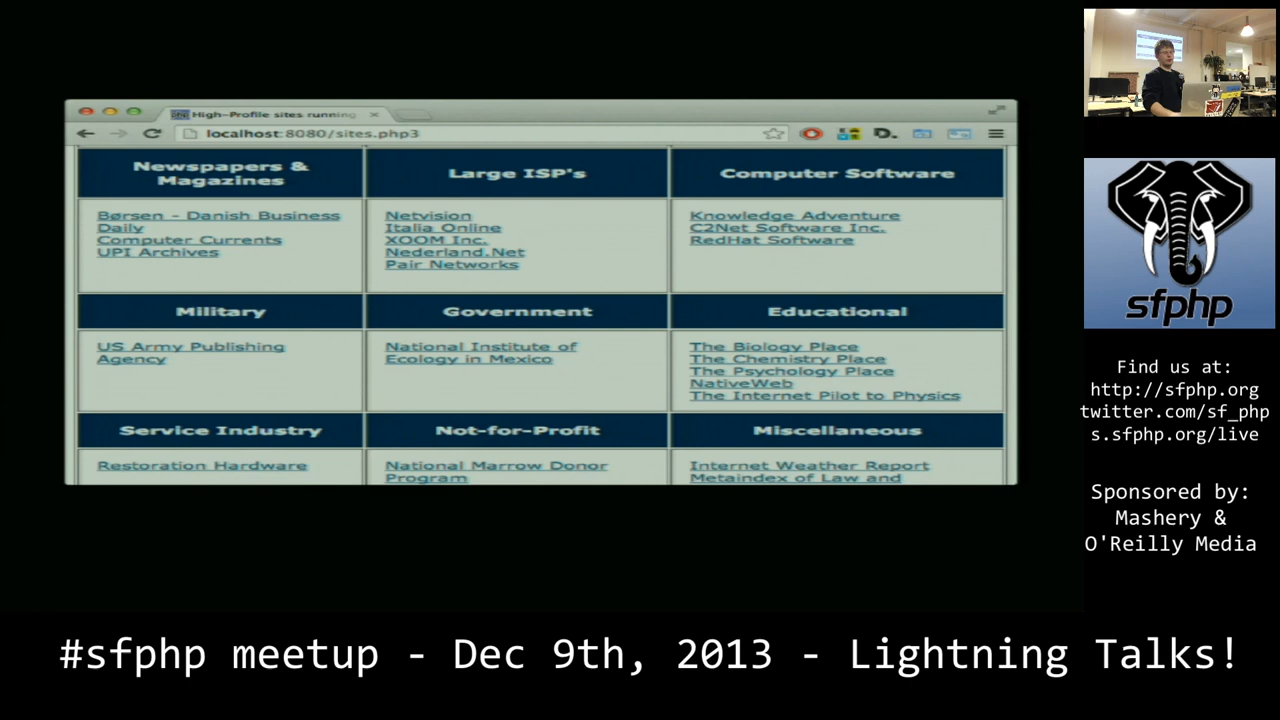 High-Profile sites running
localhost:8080/sites.php3
Newspapers &
Magazines
Large ISP's
Computer Software
Børsen - Danish Business
Daily
Computer Currents
UPI Archives
Netvision
Italia Online
XOOM Inc.
Nederland.Net
Pair Networks
Knowledge Adventure
C2Net Software Inc.
RedHat Software
Military
Government
Educational
US Army Publishing
Agency
National Institute of
Ecology in Mexico
The Biology Place
The Chemistry Place
The Psychology Place
NativeWeb
The Internet Pilot to Physics
Service Industry
Not-for-Profit
Miscellaneous
Restoration Hardware
National Marrow Donor
Program
Internet Weather Report
Metaindex of Law and
D.
sfphp
Find us at:
http://sfphp.org
twitter.com/sf_php
s.sfphp.org/live
Sponsored by:
Mashery &
O'Reilly Media
#sfphp meetup - Dec 9th, 2013 - Lightning Talks!